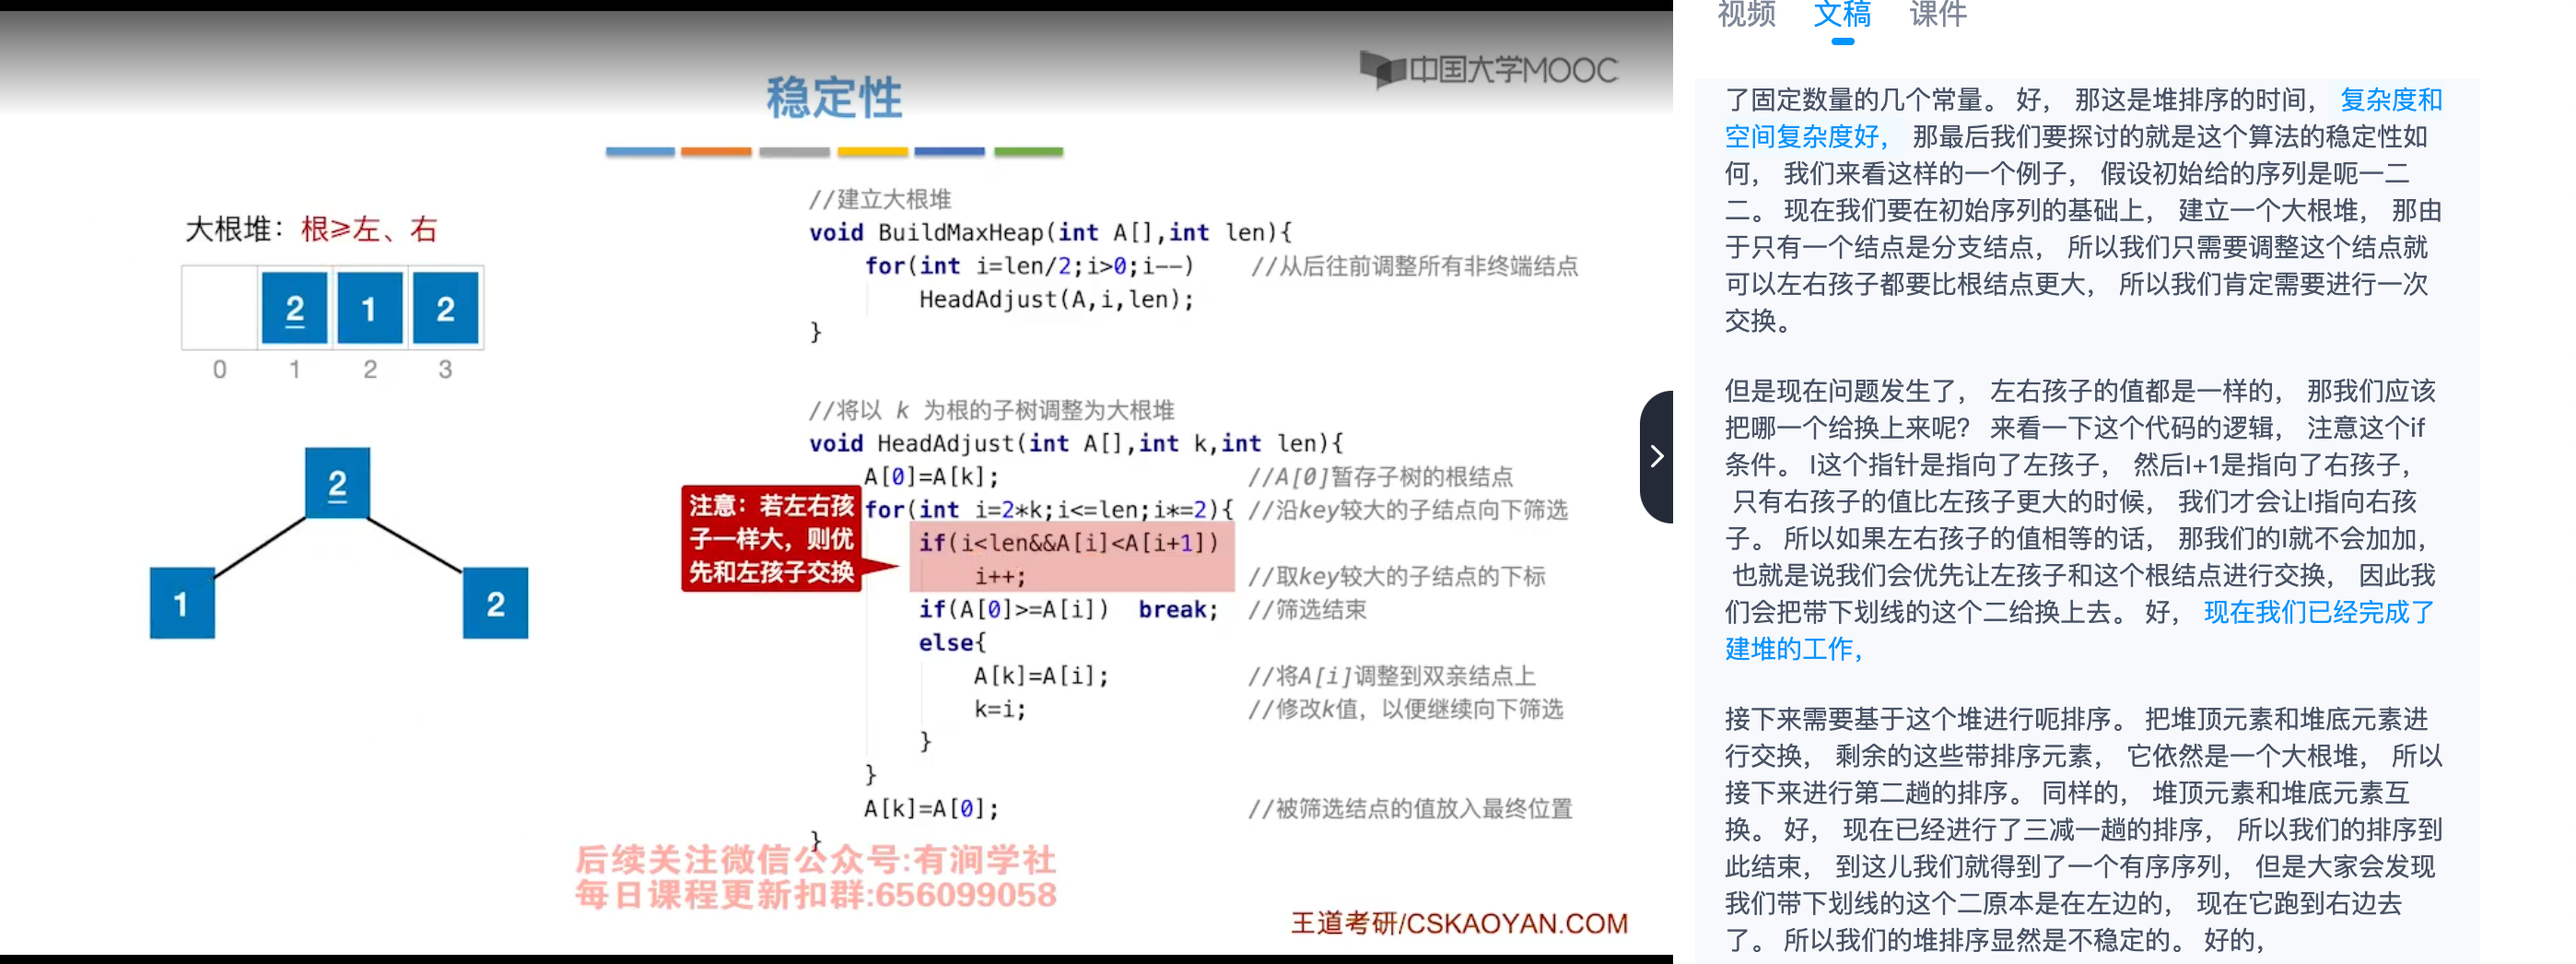 中国大学MOOC
稳定性
大根堆：根≥左、右
2 1 2
0 1 2 3
2
1 2
//建立大根堆
void BuildMaxHeap(int A[],int len){
for(int i=len/2;i>0;i--) //从后往前调整所有非终端结点
HeadAdjust(A,i,len);
}
//将以 k 为根的子树调整为大根堆
void HeadAdjust(int A[],int k,int len){
A[0]=A[k]; //A[0]暂存子树的根结点
for(int i=2*k;i<=len;i*=2){ //沿key较大的子结点向下筛选
if(i<len&&A[i]<A[i+1])
i++; //取key较大的子结点的下标
if(A[0]>=A[i]) break; //筛选结束
else{
A[k]=A[i]; //将A[i]调整到双亲结点上
k=i; //修改k值，以便继续向下筛选
}
}
A[k]=A[0]; //被筛选结点的值放入最终位置
}
注意：若左右孩
子一样大，则优
先和左孩子交换
后续关注微信公众号:有涧学社
每日课程更新扣群:656099058
王道考研/CSKAOYAN.COM
视频 文稿 课件
了固定数量的几个常量。 好， 那这是堆排序的时间， 复杂度和
空间复杂度好， 那最后我们要探讨的就是这个算法的稳定性如
何， 我们来看这样的一个例子， 假设初始给的序列是呃一二
二。 现在我们要在初始序列的基础上， 建立一个大根堆， 那由
于只有一个结点是分支结点， 所以我们只需要调整这个结点就
可以左右孩子都要比根结点更大， 所以我们肯定需要进行一次
交换。
但是现在问题发生了， 左右孩子的值都是一样的， 那我们应该
把哪一个给换上来呢？ 来看一下这个代码的逻辑， 注意这个if
条件。 I这个指针是指向了左孩子， 然后I+1是指向了右孩子，
只有右孩子的值比左孩子更大的时候， 我们才会让I指向右孩
子。 所以如果左右孩子的值相等的话， 那我们的I就不会加加，
也就是说我们会优先让左孩子和这个根结点进行交换， 因此我
们会把带下划线的这个二给换上去。 好， 现在我们已经完成了
建堆的工作，
接下来需要基于这个堆进行呃排序。 把堆顶元素和堆底元素进
行交换， 剩余的这些带排序元素， 它依然是一个大根堆， 所以
接下来进行第二趟的排序。 同样的， 堆顶元素和堆底元素互
换。 好， 现在已经进行了三减一趟的排序， 所以我们的排序到
此结束， 到这儿我们就得到了一个有序序列， 但是大家会发现
我们带下划线的这个二原本是在左边的， 现在它跑到右边去
了。 所以我们的堆排序显然是不稳定的。 好的，